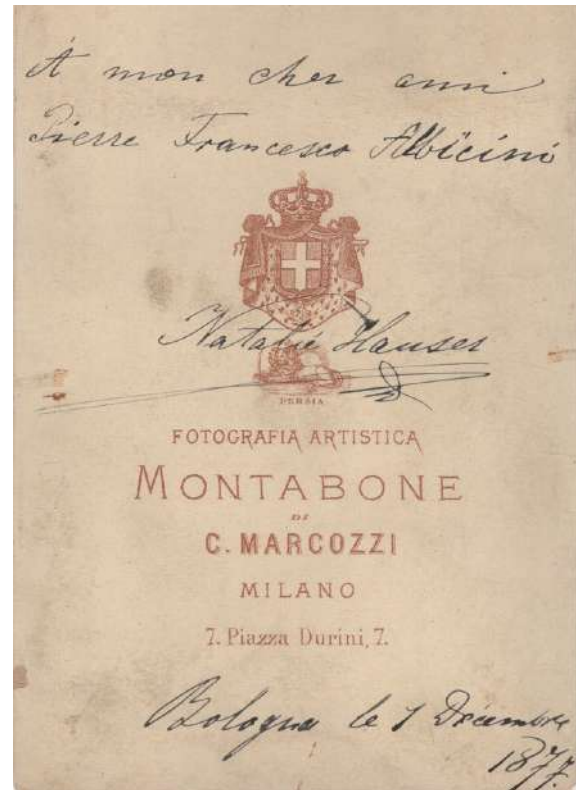 À mon cher ami
Pierre Francesco Albicini
Natalie Hauser
PERSIA
FOTOGRAFIA ARTISTICA
MONTABONE
DI
C. MARCOZZI
MILANO
7. Piazza Durini, 7.
Bologna le 1 Décembre
1877.